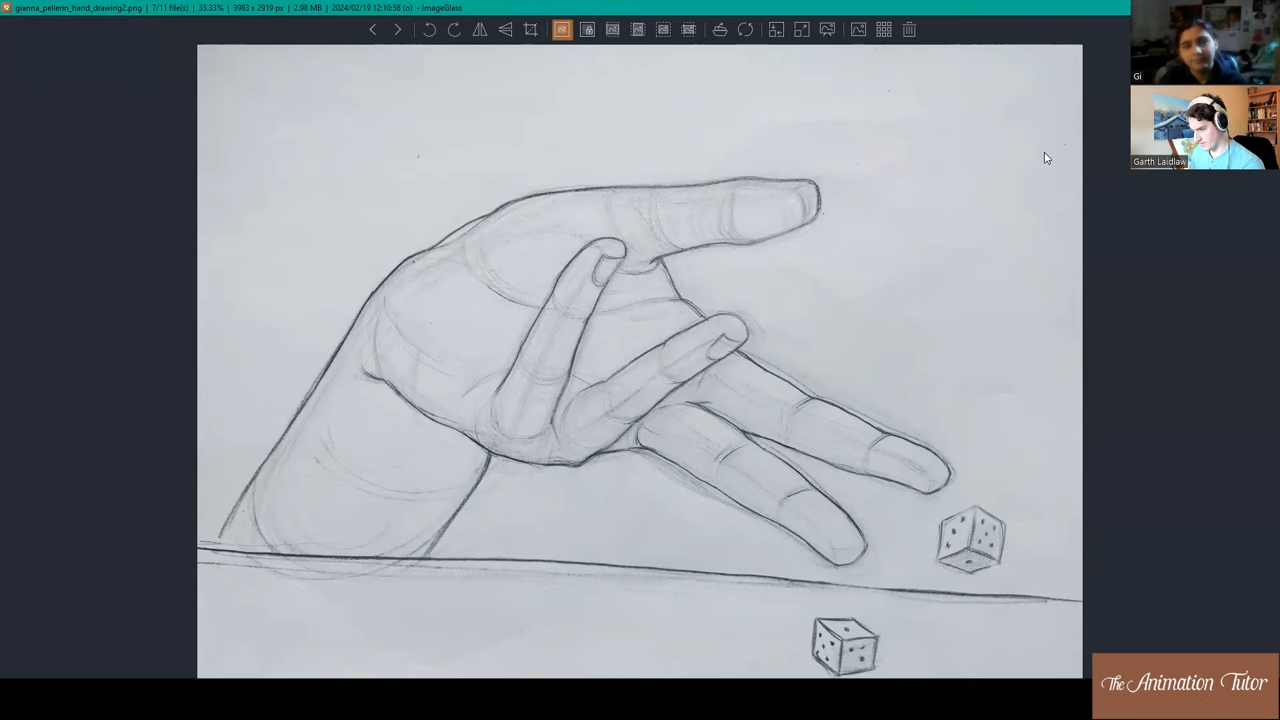 gianna_pellerin_hand_drawing2.png | 7/11 file(s) | 33.33% | 3983 x 2919 px | 2.98 MB | 2024/02/19 12:10:58 (o) - ImageGlass
Gi
Garth Laidlaw
The Animation Tutor